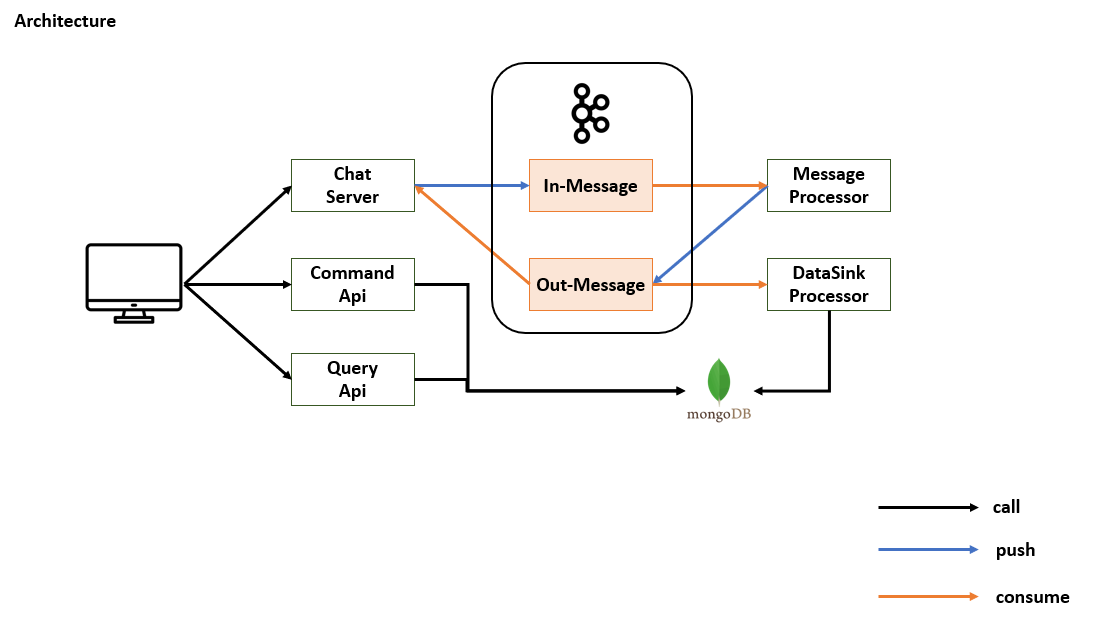 Architecture
Chat
Server
In-Message
Message
Processor
Command
Api
Out-Message
DataSink
Processor
Query
Api
mongoDB
call
push
consume